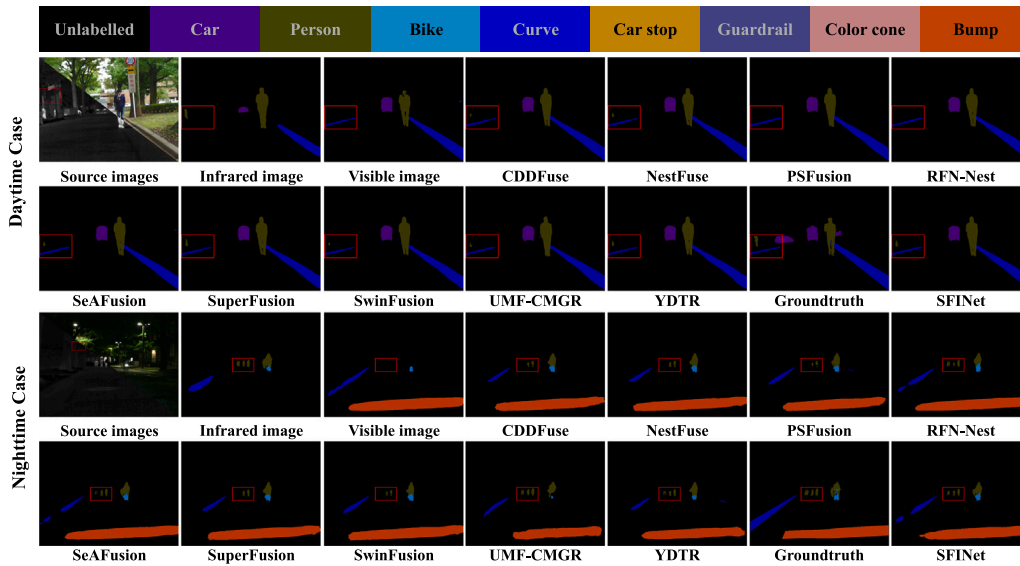 Unlabelled Car Person Bike Curve Car stop Guardrail Color cone Bump
Daytime Case
Source images Infrared image Visible image CDDFuse NestFuse PSFusion RFN-Nest
SeAFusion SuperFusion SwinFusion UMF-CMGR YDTR Groundtruth SFINet
Nighttime Case
Source images Infrared image Visible image CDDFuse NestFuse PSFusion RFN-Nest
SeAFusion SuperFusion SwinFusion UMF-CMGR YDTR Groundtruth SFINet